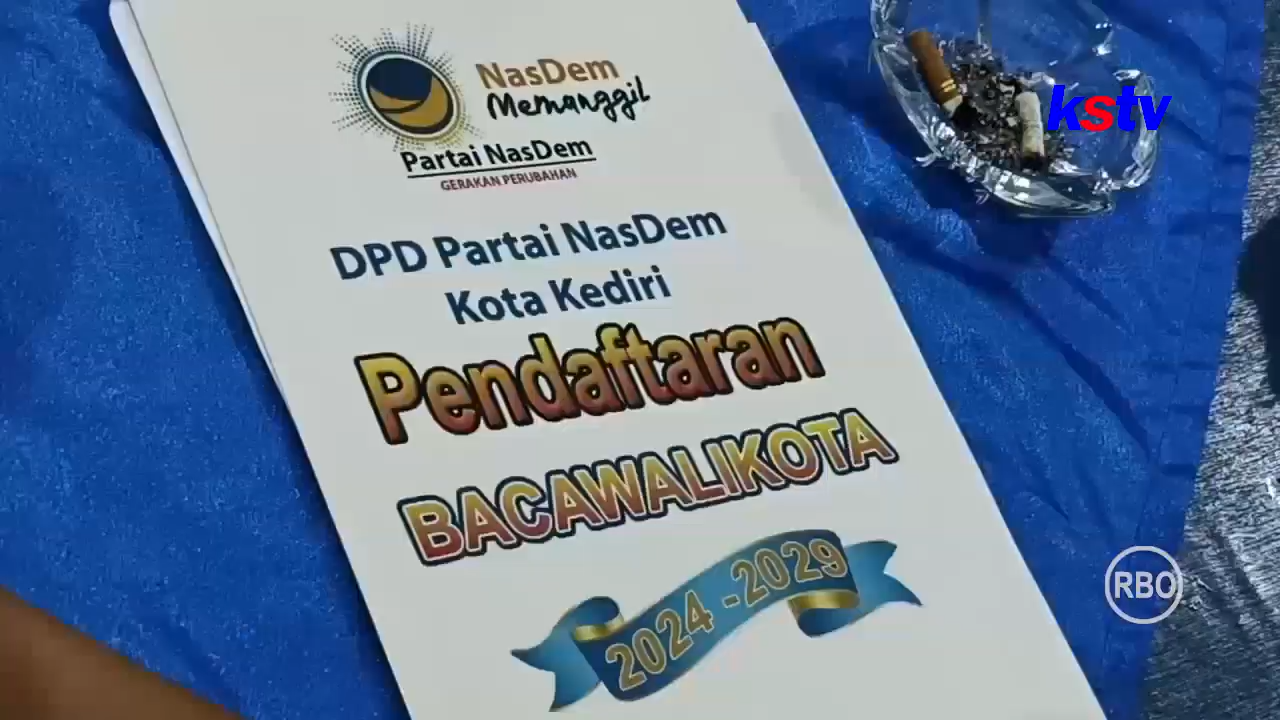 NasDem
Memanggil
Partai NasDem
GERAKAN PERUBAHAN
DPD Partai NasDem
Kota Kediri
Pendaftaran
BACAWALIKOTA
2024 -2029
kstv
RBO